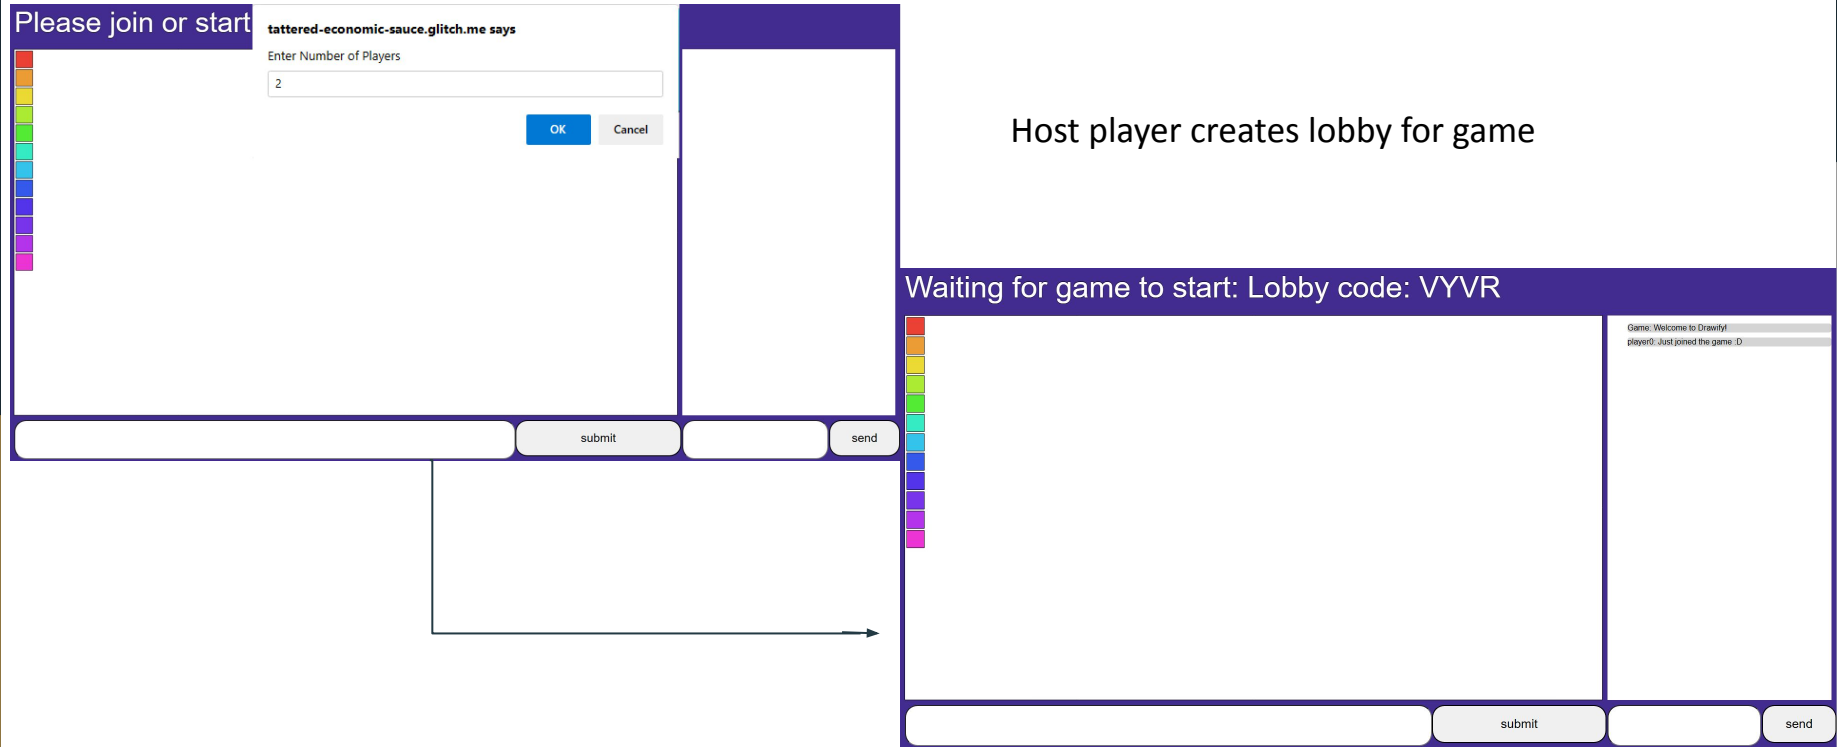 Please join or start
tattered-economic-sauce.glitch.me says
Enter Number of Players
2
OK
Cancel
submit
send
Host player creates lobby for game
Waiting for game to start: Lobby code: VYVR
Game: Welcome to Drawify!
player0: Just joined the game :D
submit
send